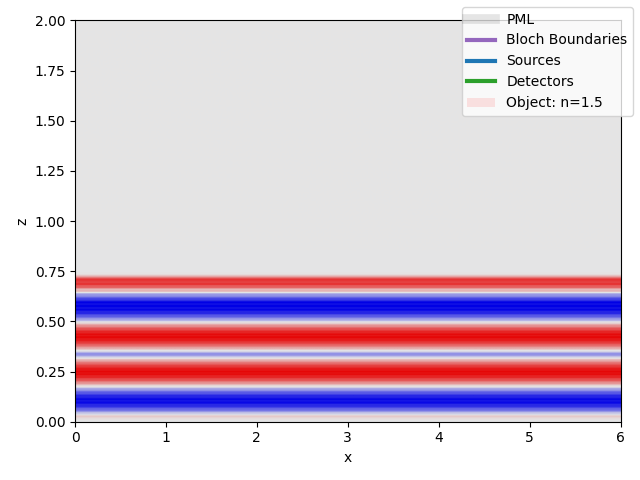 2.00
1.75
1.50
1.25
1.00
0.75
0.50
0.25
0.00
z
0 1 2 3 4 5 6
x
PML
Bloch Boundaries
Sources
Detectors
Object: n=1.5